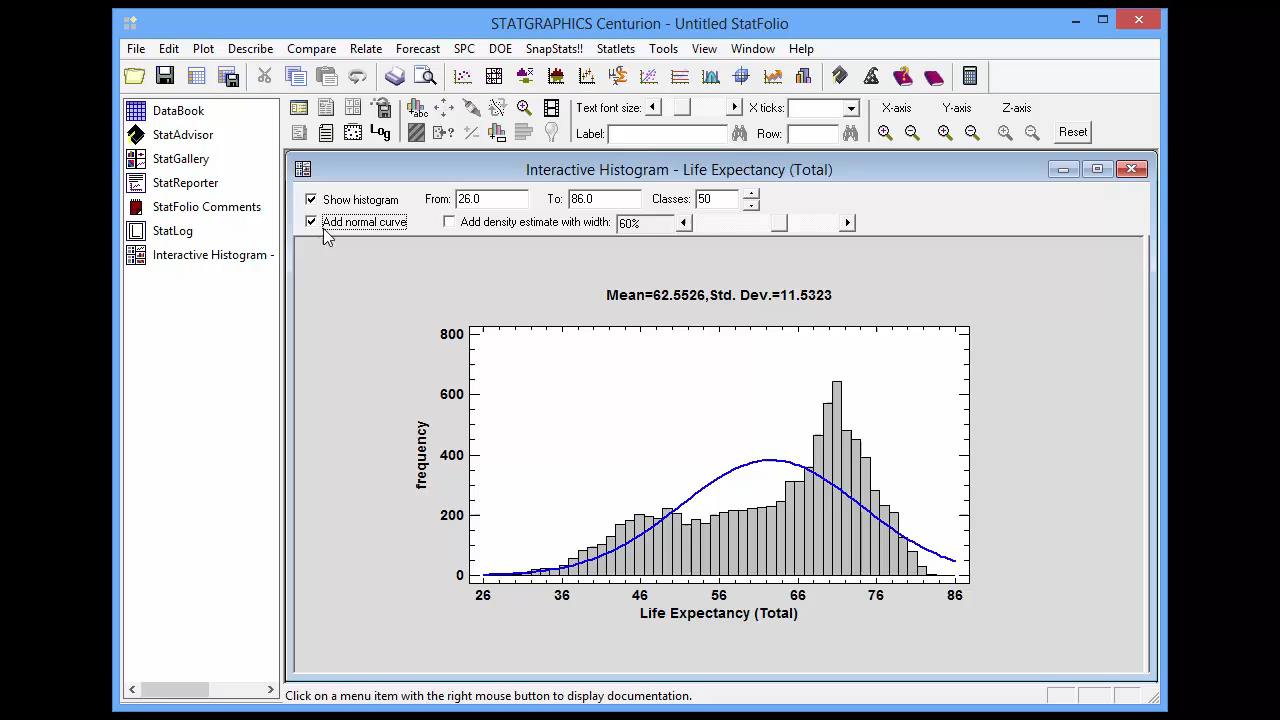 STATGRAPHICS Centurion - Untitled StatFolio
File Edit Plot Describe Compare Relate Forecast SPC DOE SnapStats!! Statlets Tools View Window Help
Text font size: X ticks: X-axis Y-axis Z-axis
Log Label: Row: Reset
DataBook
StatAdvisor
StatGallery
StatReporter
StatFolio Comments
StatLog
Interactive Histogram -
Interactive Histogram - Life Expectancy (Total)
Show histogram From: 26.0 To: 86.0 Classes: 50
Add normal curve Add density estimate with width: 60%
Mean=62.5526,Std. Dev.=11.5323
800
600
400
200
0
frequency
26 36 46 56 66 76 86
Life Expectancy (Total)
Click on a menu item with the right mouse button to display documentation.